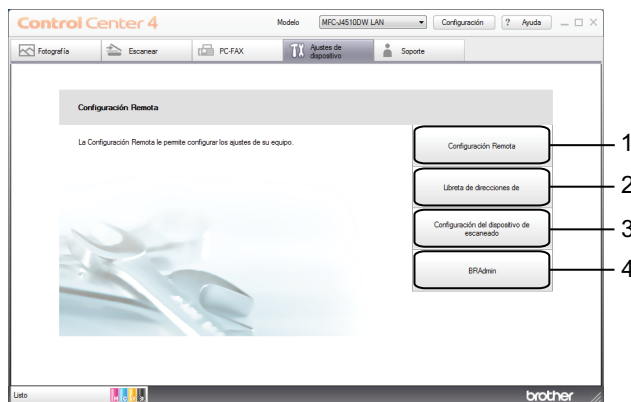 Control Center 4
Modelo MFC-J4510DW LAN Configuración ? Ayuda
Fotografía Escanear PC-FAX Ajustes de dispositivo Soporte
Configuración Remota
La Configuración Remota le permite configurar los ajustes de su equipo.
Configuración Remota 1
Libreta de direcciones de 2
Configuración del dispositivo de escaneado 3
BRAdmin 4
Listo M C Y K brother